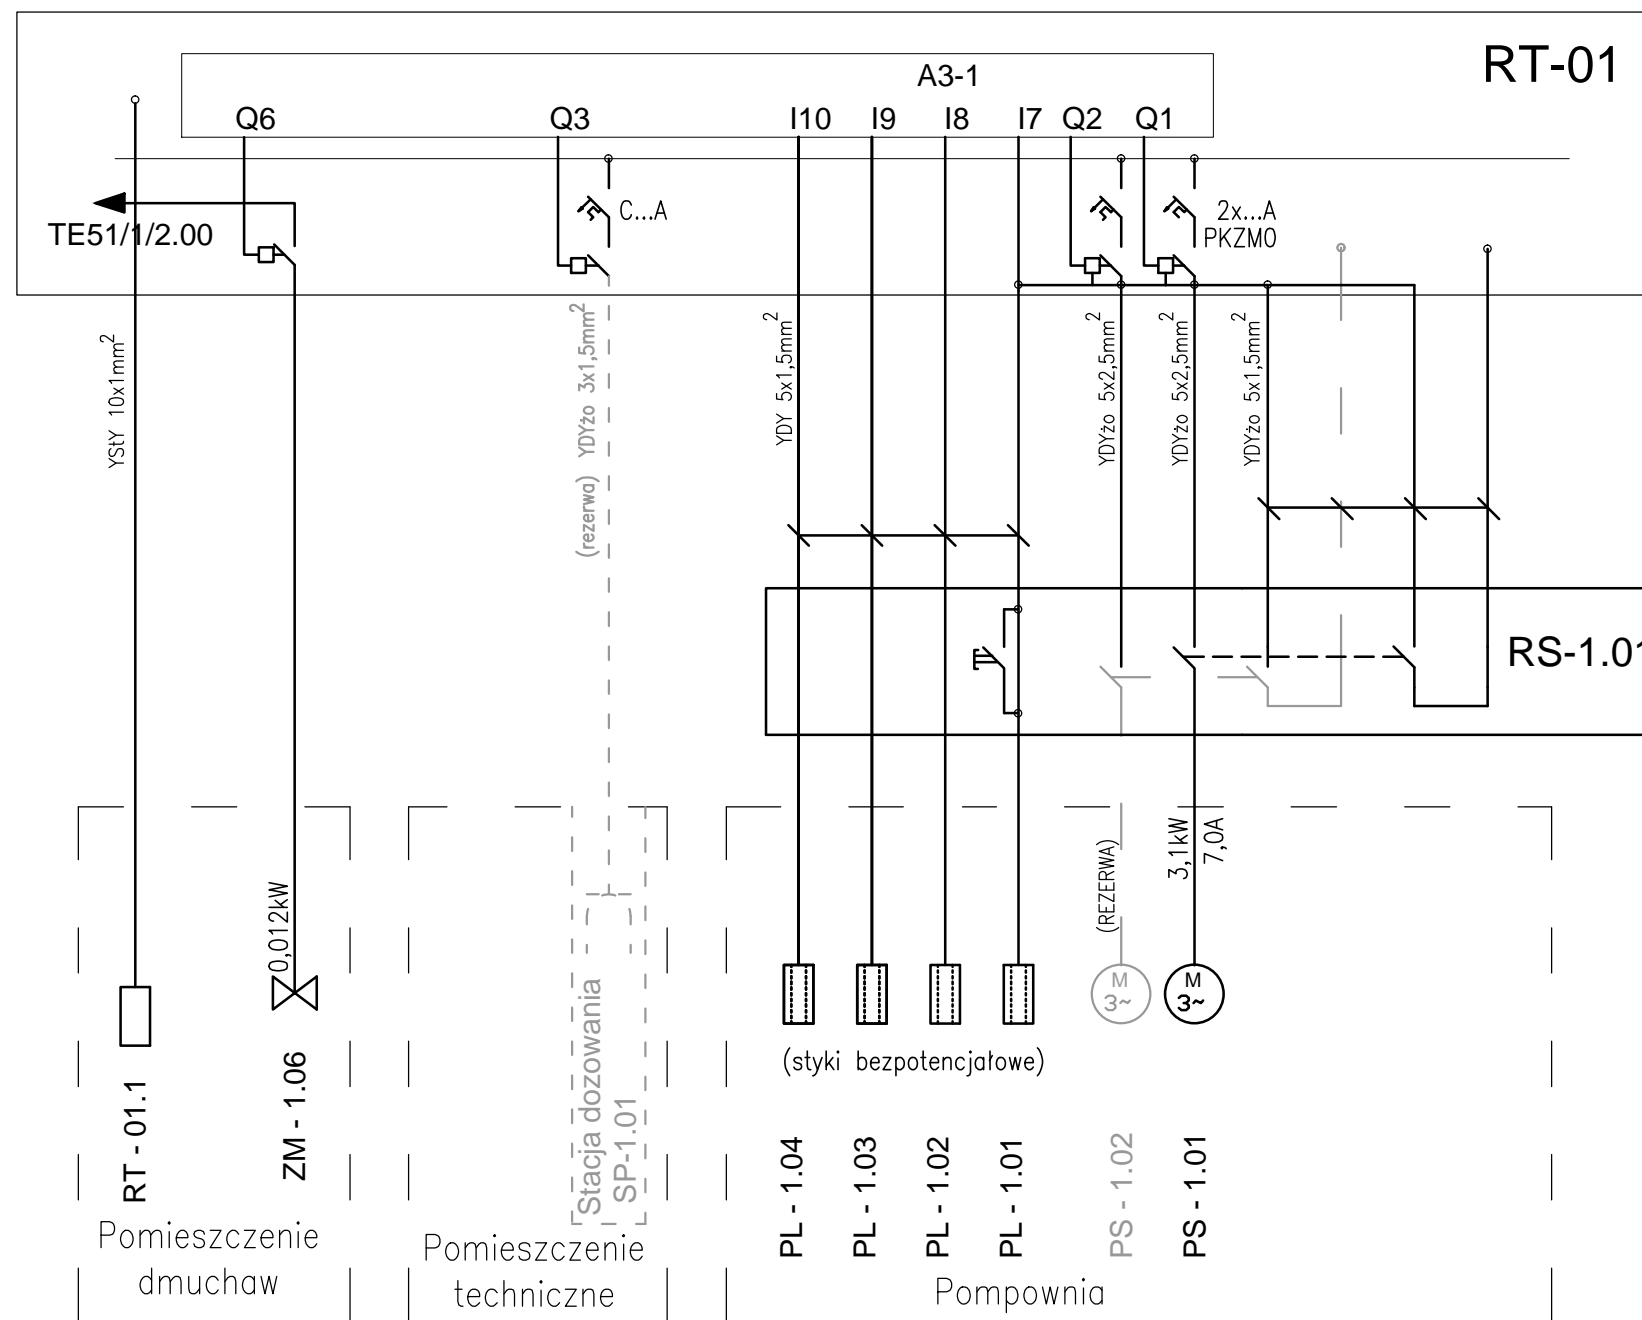 RT-01
A3-1
Q6
Q3
I10
I9
I8
I7
Q2
Q1
C...A
2x...A
PKZM0
TE51/1/2.00
YStY 10x1mm²
(rezerwa) YDYżo 3x1,5mm²
YDY 5x1,5mm²
YDYżo 5x2,5mm²
YDYżo 5x2,5mm²
YDYżo 5x1,5mm²
RS-1.01
0,012kW
(REZERWA)
3,1kW
7,0A
M
3~
M
3~
(styki bezpotencjałowe)
RT - 01.1
ZM - 1.06
Stacja dozowania
SP-1.01
PL - 1.04
PL - 1.03
PL - 1.02
PL - 1.01
PS - 1.02
PS - 1.01
Pomieszczenie
dmuchaw
Pomieszczenie
techniczne
Pompownia